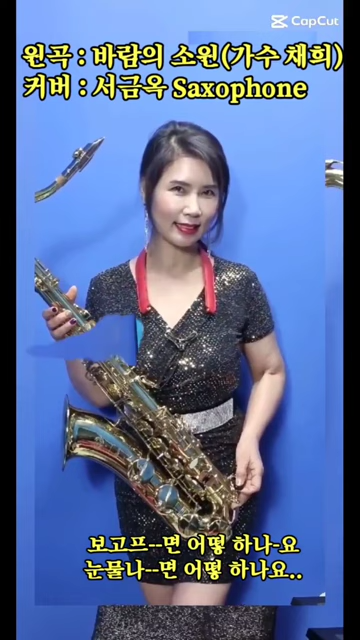 CapCut
원곡 : 바람의 소원(가수 채희)
커버 : 서금옥 Saxophone
보고프--면 어떻 하나-요
눈물나--면 어떻 하나요..